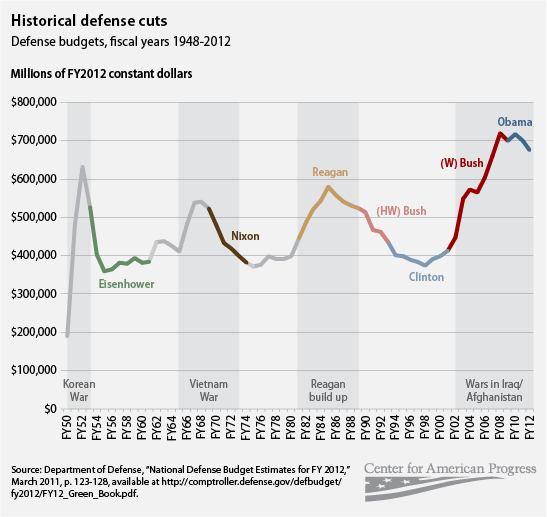 Historical defense cuts
Defense budgets, fiscal years 1948-2012
Millions of FY2012 constant dollars
$800,000
$700,000
$600,000
$500,000
$400,000
$300,000
$200,000
$100,000
$0
Obama
(W) Bush
Reagan
(HW) Bush
Nixon
Eisenhower
Clinton
Korean
War
Vietnam
War
Reagan
build up
Wars in Iraq/
Afghanistan
FY50
FY52
FY54
FY56
FY58
FY60
FY62
FY64
FY66
FY68
FY70
FY72
FY74
FY76
FY78
FY80
FY82
FY84
FY86
FY88
FY90
FY92
FY94
FY96
FY98
FY00
FY02
FY04
FY06
FY08
FY10
FY12
Source: Department of Defense, “National Defense Budget Estimates for FY 2012,”
March 2011, p. 123-128, available at http://comptroller.defense.gov/defbudget/
fy2012/FY12_Green_Book.pdf.
Center for American Progress